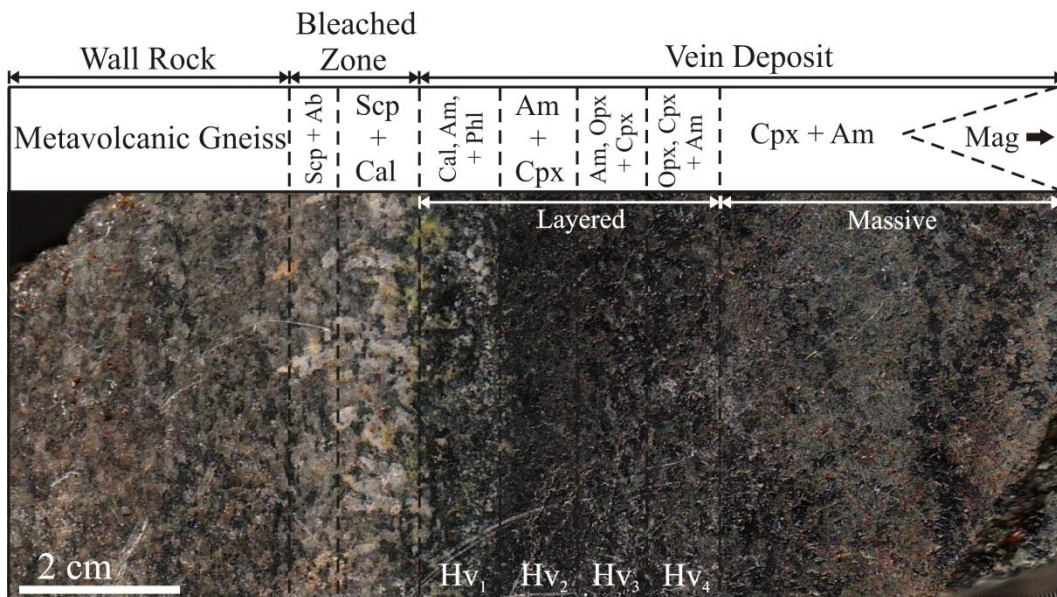 Wall Rock
Bleached
Zone
Vein Deposit
Metavolcanic Gneiss
Scp + Ab
Scp
+
Cal
Cal, Am,
+ Phl
Am
+
Cpx
Am, Opx
+ Cpx
Opx, Cpx
+ Am
Cpx + Am
Mag
Layered
Massive
2 cm
Hv₁
Hv₂
Hv₃
Hv₄